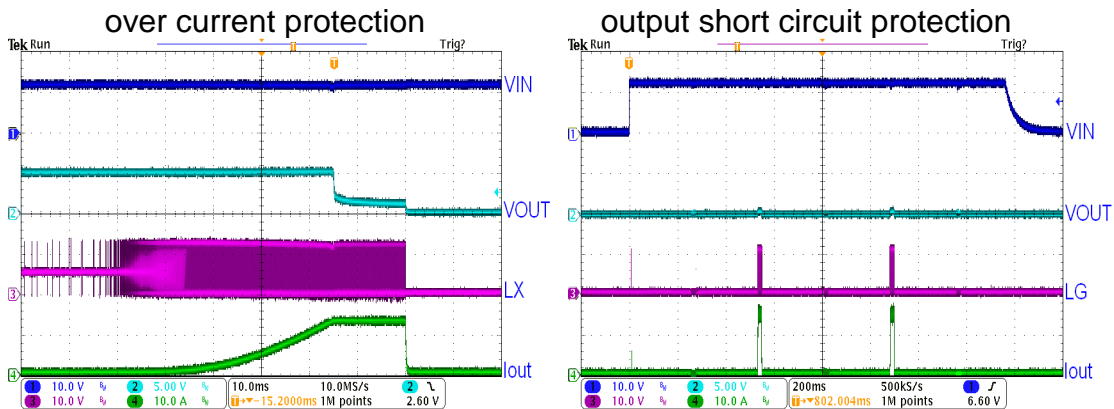 over current protection
output short circuit protection
Tek Run
Trig?
T
T
VIN
1
VOUT
2
LX
3
Iout
4
1 10.0 V
2 5.00 V
3 10.0 V
4 10.0 A
10.0ms
10.0MS/s
T→▼-15.2000ms
1M points
2
2.60 V
Tek Run
Trig?
T
T
VIN
1
VOUT
2
LG
3
Iout
4
1 10.0 V
2 5.00 V
3 10.0 V
4 10.0 A
200ms
500kS/s
T→▼802.004ms
1M points
1
6.60 V